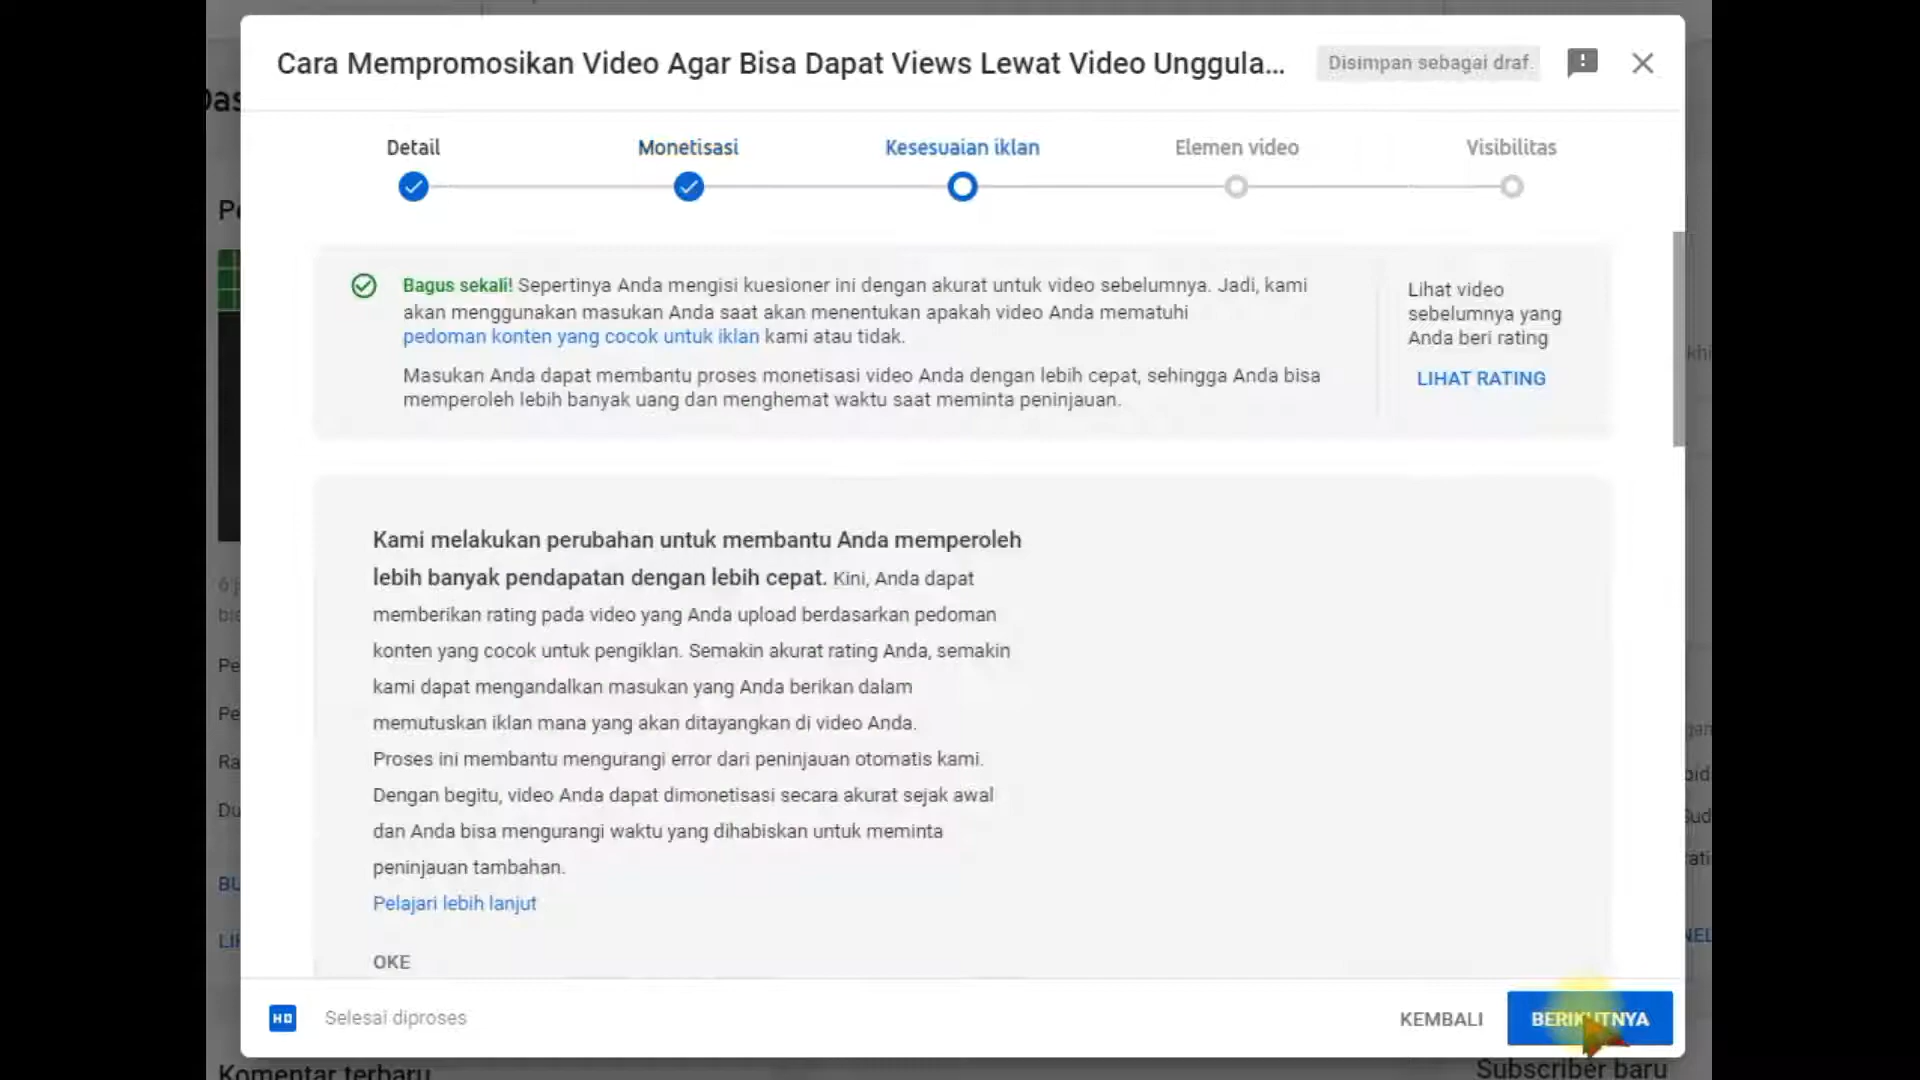 Cara Mempromosikan Video Agar Bisa Dapat Views Lewat Video Unggula...
Disimpan sebagai draf.
Detail
Monetisasi
Kesesuaian iklan
Elemen video
Visibilitas
Bagus sekali! Sepertinya Anda mengisi kuesioner ini dengan akurat untuk video sebelumnya. Jadi, kami
akan menggunakan masukan Anda saat akan menentukan apakah video Anda mematuhi
pedoman konten yang cocok untuk iklan kami atau tidak.
Masukan Anda dapat membantu proses monetisasi video Anda dengan lebih cepat, sehingga Anda bisa
memperoleh lebih banyak uang dan menghemat waktu saat meminta peninjauan.
Lihat video
sebelumnya yang
Anda beri rating
LIHAT RATING
Kami melakukan perubahan untuk membantu Anda memperoleh
lebih banyak pendapatan dengan lebih cepat. Kini, Anda dapat
memberikan rating pada video yang Anda upload berdasarkan pedoman
konten yang cocok untuk pengiklan. Semakin akurat rating Anda, semakin
kami dapat mengandalkan masukan yang Anda berikan dalam
memutuskan iklan mana yang akan ditayangkan di video Anda.
Proses ini membantu mengurangi error dari peninjauan otomatis kami.
Dengan begitu, video Anda dapat dimonetisasi secara akurat sejak awal
dan Anda bisa mengurangi waktu yang dihabiskan untuk meminta
peninjauan tambahan.
Pelajari lebih lanjut
OKE
HD
Selesai diproses
KEMBALI
BERIKUTNYA
Komentar terbaru
Subscriber baru